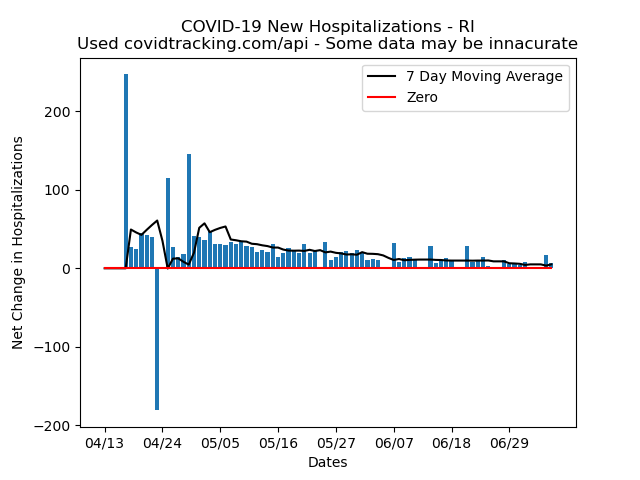 COVID-19 New Hospitalizations - RI
Used covidtracking.com/api - Some data may be innacurate
7 Day Moving Average
Zero
Net Change in Hospitalizations
200
100
0
−100
−200
04/13 04/24 05/05 05/16 05/27 06/07 06/18 06/29
Dates